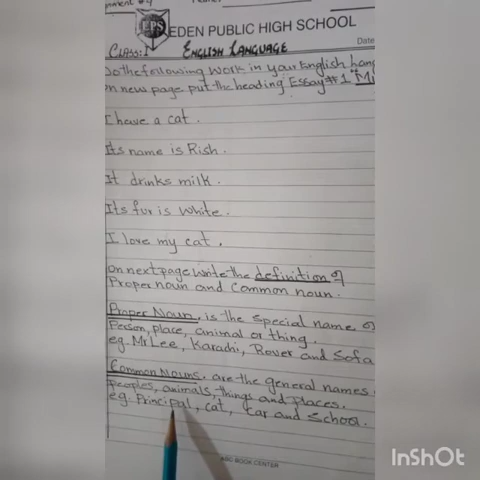 nment #4
EPS
EDEN PUBLIC HIGH SCHOOL
CLASS: I ENGLISH LANGUAGE
Date
Do the following work in your English
on new page put the heading Essay #1 "M
I have a cat.
Its name is Rish.
It drinks milk.
Its fur is white.
I love my cat.
On next page write the definition of
Proper noun and common noun.
Proper Noun, is the special name of
Person, place, animal or thing.
eg. Mr Lee, Karachi, Rover and Sofa
Common Nouns. are the general names
peoples, animals, things and places.
eg. Principal, cat, car and School.
ABC BOOK CENTER
InShOt